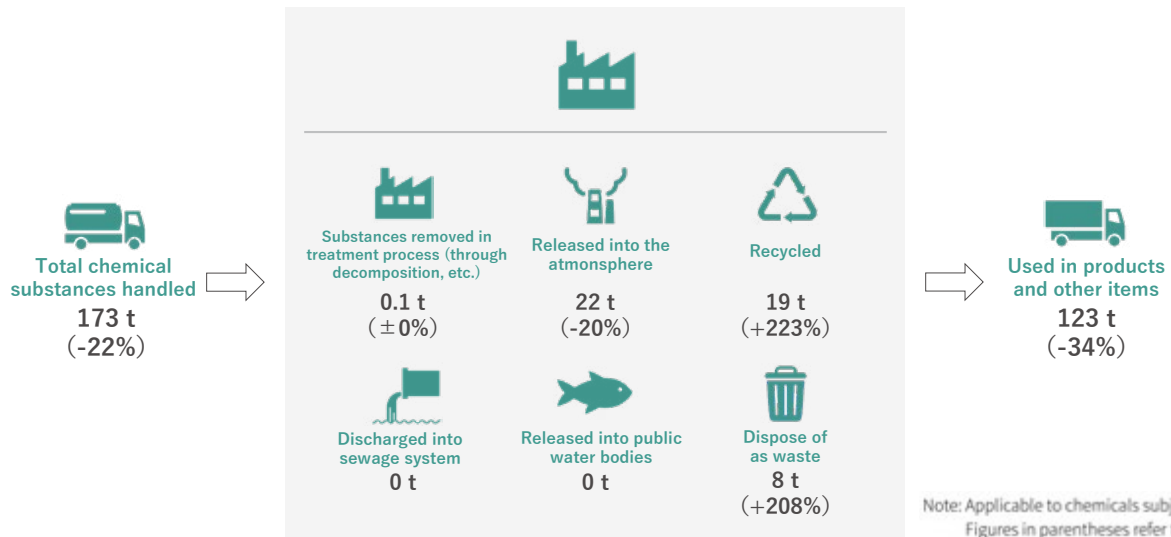 Total chemical
substances handled
173 t
(-22%)
Substances removed in
treatment process (through
decomposition, etc.)
0.1 t
(±0%)
Released into the
atmonsphere
22 t
(-20%)
Recycled
19 t
(+223%)
Discharged into
sewage system
0 t
Released into public
water bodies
0 t
Dispose of
as waste
8 t
(+208%)
Used in products
and other items
123 t
(-34%)
Note: Applicable to chemicals
Figures in parentheses refer